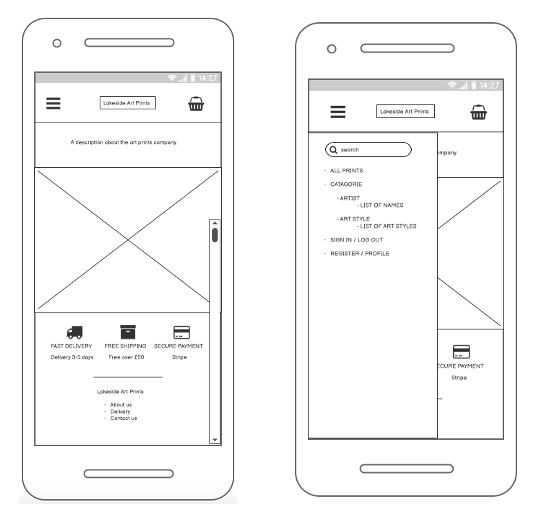 14:27
Lakeside Art Prints
A description about the art prints company.
FAST DELIVERY
FREE SHIPPING
SECURE PAYMENT
Delivery 3-5 days
Free over £50
Stripe
Lakeside Art Prints
- About us
- Delivery
- Contact us
14:27
Lakeside Art Prints
search
ompany.
- ALL PRINTS
- CATAGORIE
- ARTIST
- LIST OF NAMES
- ART STYLE
- LIST OF ART STYLES
- SIGN IN / LOG OUT
- REGISTER / PROFILE
ECURE PAYMENT
Stripe